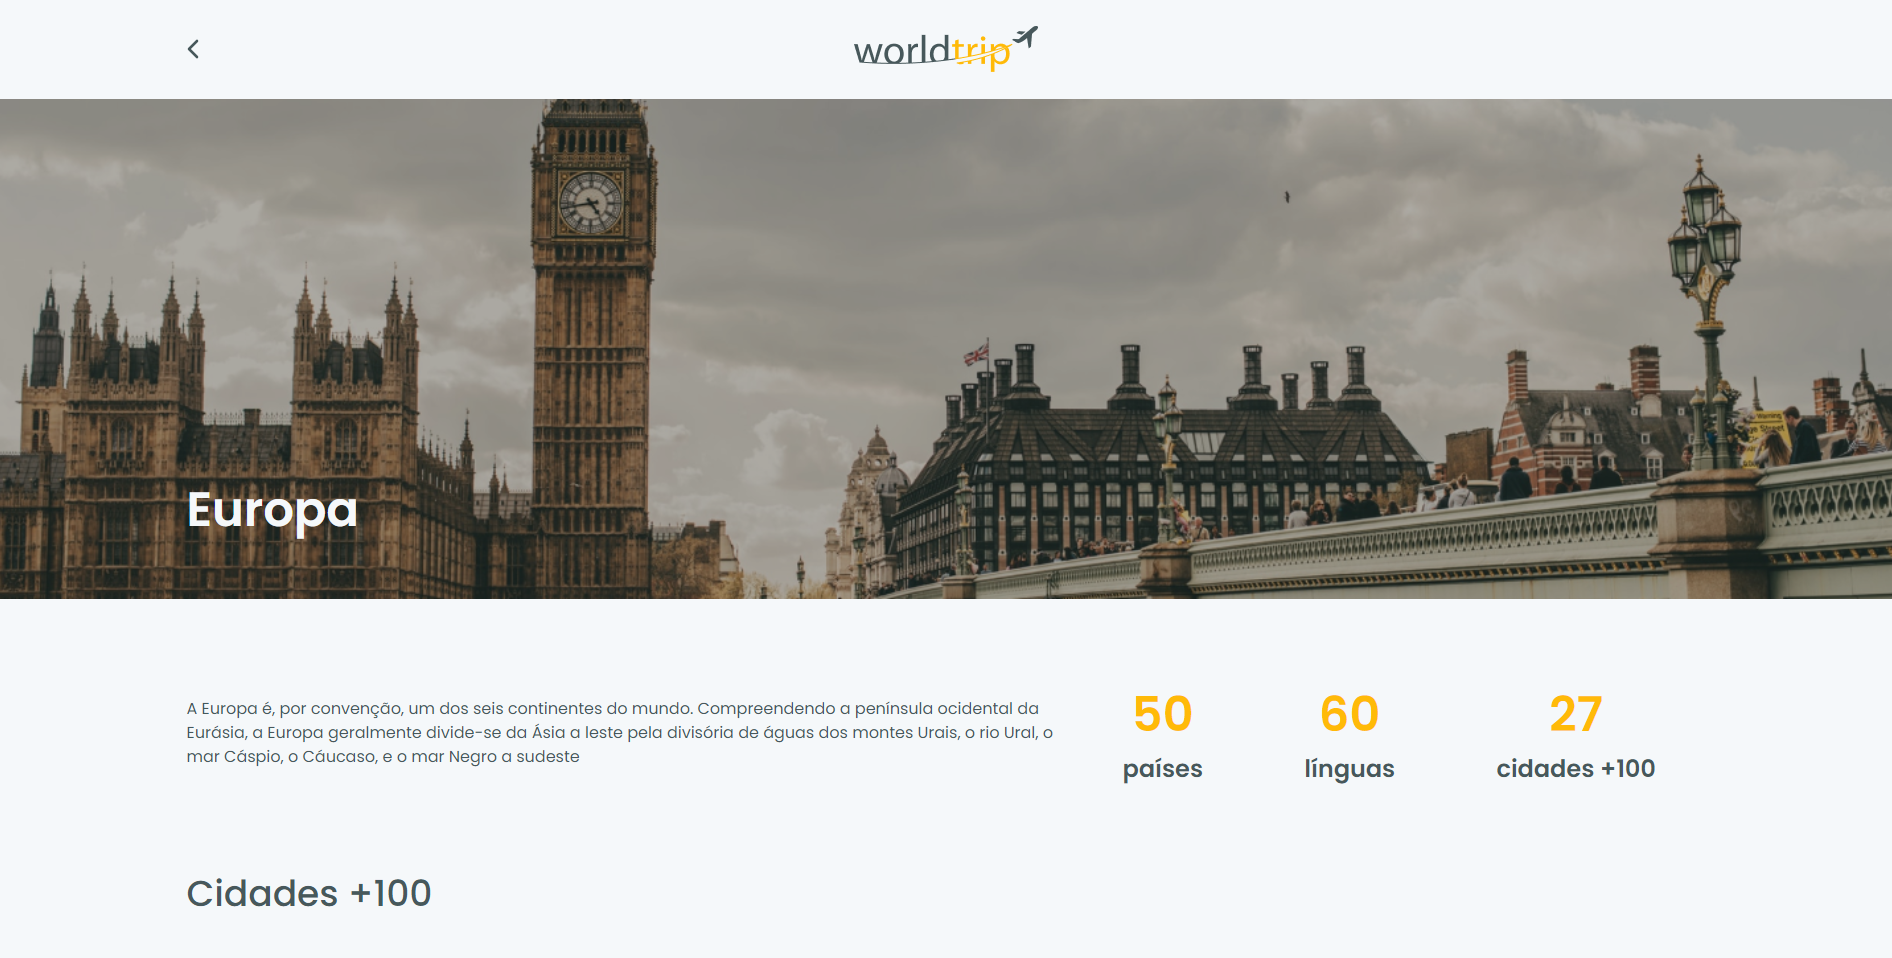 worldtrip
Europa
A Europa é, por convenção, um dos seis continentes do mundo. Compreendendo a península ocidental da
Eurásia, a Europa geralmente divide-se da Ásia a leste pela divisória de águas dos montes Urais, o rio Ural, o
mar Cáspio, o Cáucaso, e o mar Negro a sudeste
50
países
60
línguas
27
cidades +100
Cidades +100